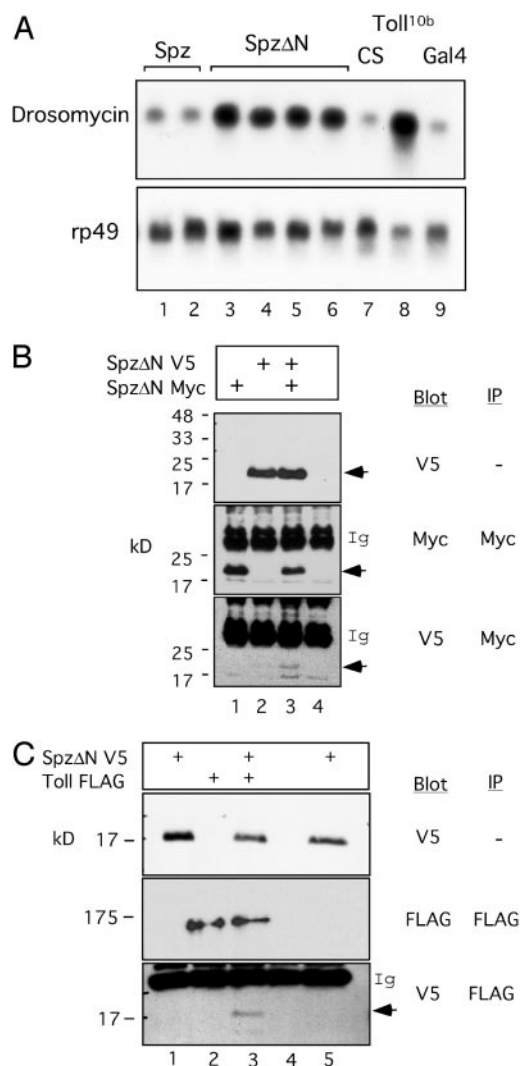 A
Toll10b
Spz SpzΔN CS Gal4
Drosomycin
rp49
1 2 3 4 5 6 7 8 9
B
SpzΔN V5 + +
SpzΔN Myc + +
Blot IP
48
33
25
17
V5 -
kD
Ig
Myc Myc
25
17
Ig
V5 Myc
25
17
1 2 3 4
C
SpzΔN V5 + + +
Toll FLAG + +
Blot IP
kD 17
V5 -
175
FLAG FLAG
Ig
V5 FLAG
17
1 2 3 4 5